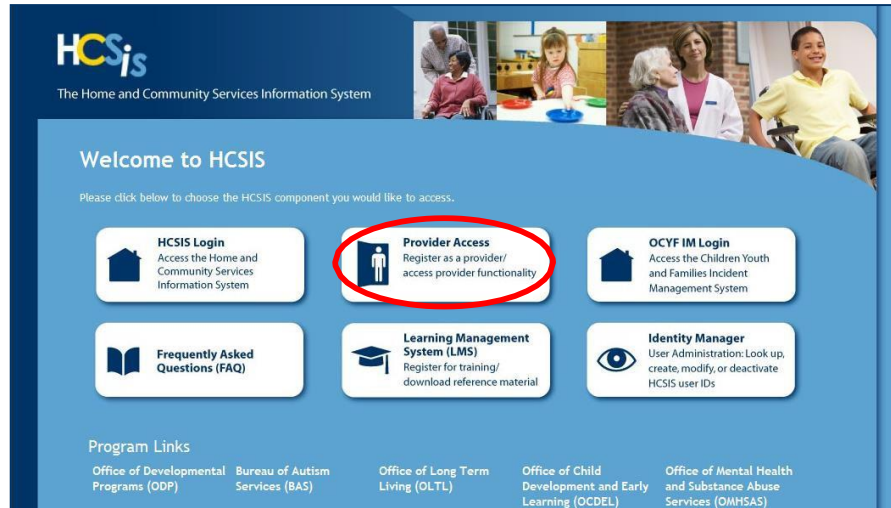 HCSis
The Home and Community Services Information System
Welcome to HCSIS
Please click below to choose the HCSIS component you would like to access.
HCSIS Login
Access the Home and
Community Services
Information System
Provider Access
Register as a provider/
access provider functionality
OCYF IM Login
Access the Children Youth
and Families Incident
Management System
Frequently Asked
Questions (FAQ)
Learning Management
System (LMS)
Register for training/
download reference material
Identity Manager
User Administration: Look up,
create, modify, or deactivate
HCSIS user IDs
Program Links
Office of Developmental
Programs (ODP)
Bureau of Autism
Services (BAS)
Office of Long Term
Living (OLTL)
Office of Child
Development and Early
Learning (OCDEL)
Office of Mental Health
and Substance Abuse
Services (OMHSAS)